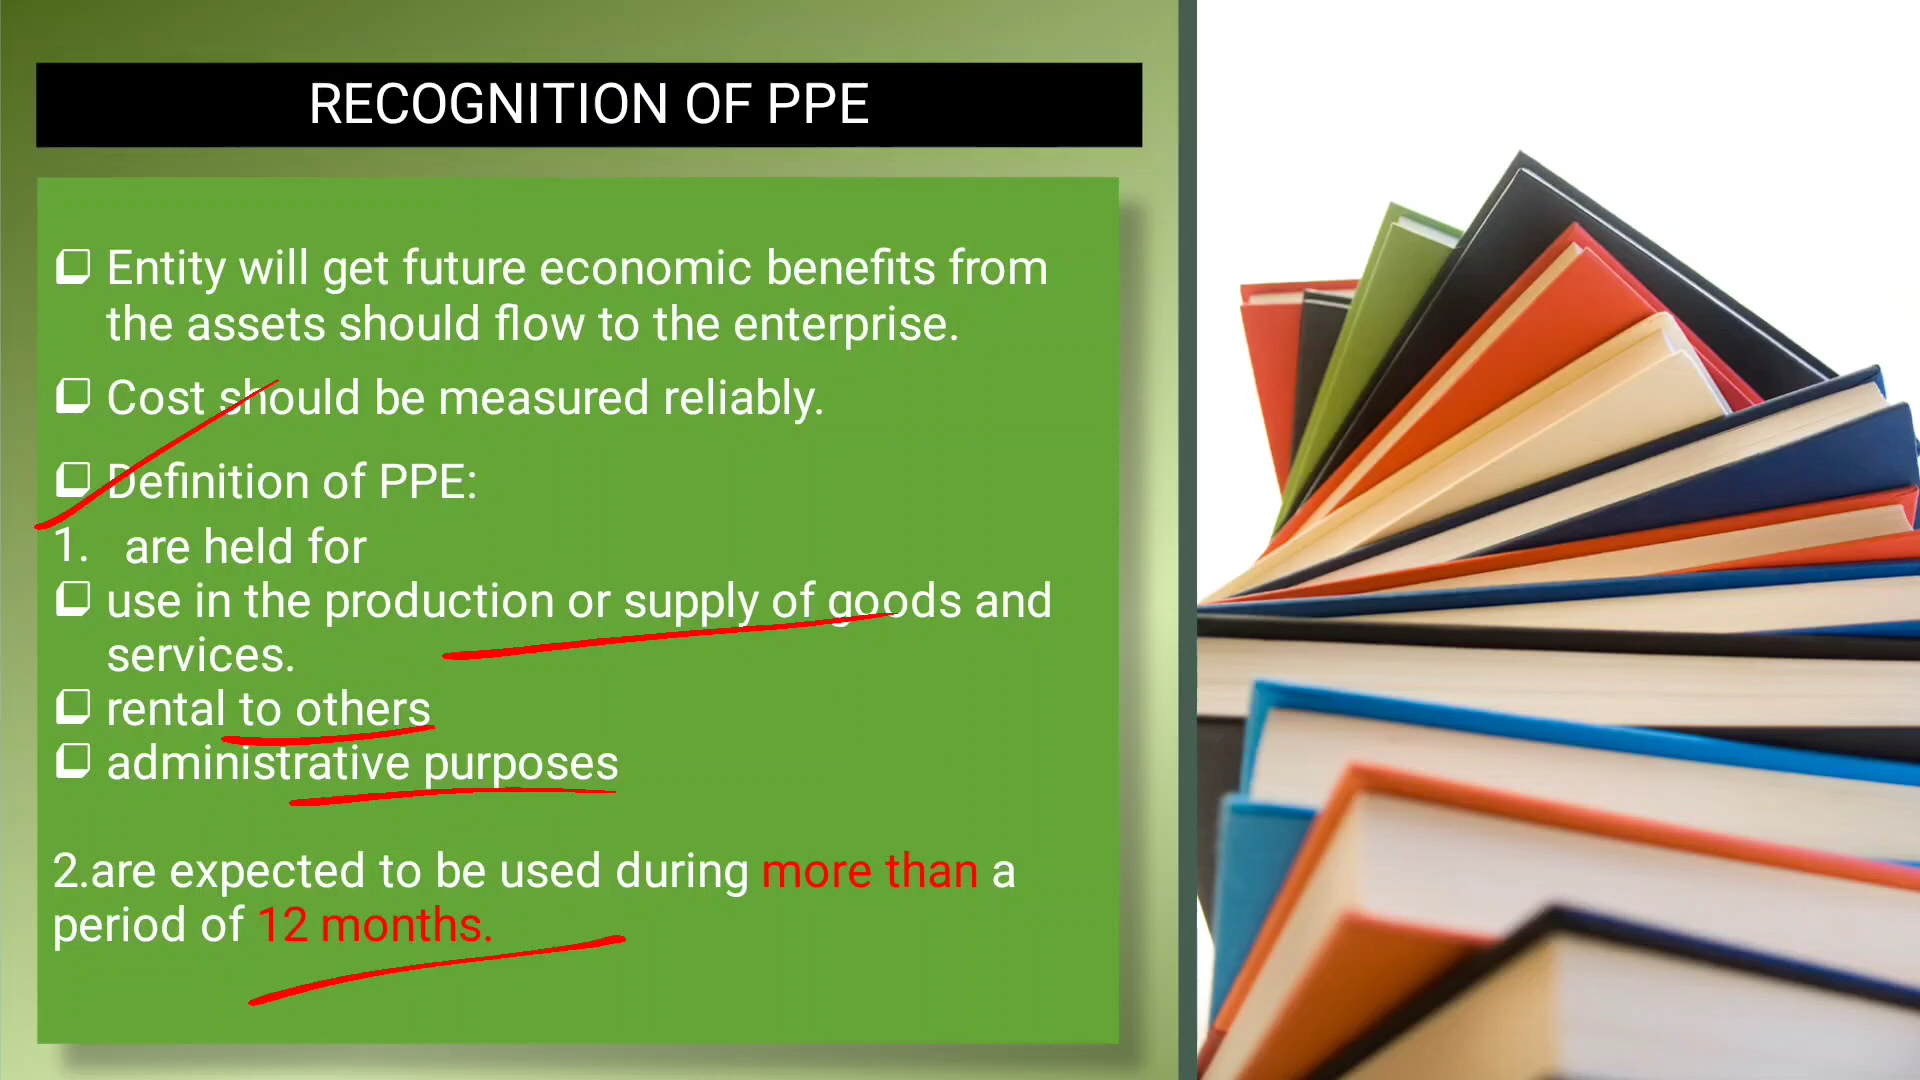 RECOGNITION OF PPE
Entity will get future economic benefits from
the assets should flow to the enterprise.
Cost should be measured reliably.
Definition of PPE:
1. are held for
use in the production or supply of goods and
services.
rental to others
administrative purposes
2.are expected to be used during more than a
period of 12 months.